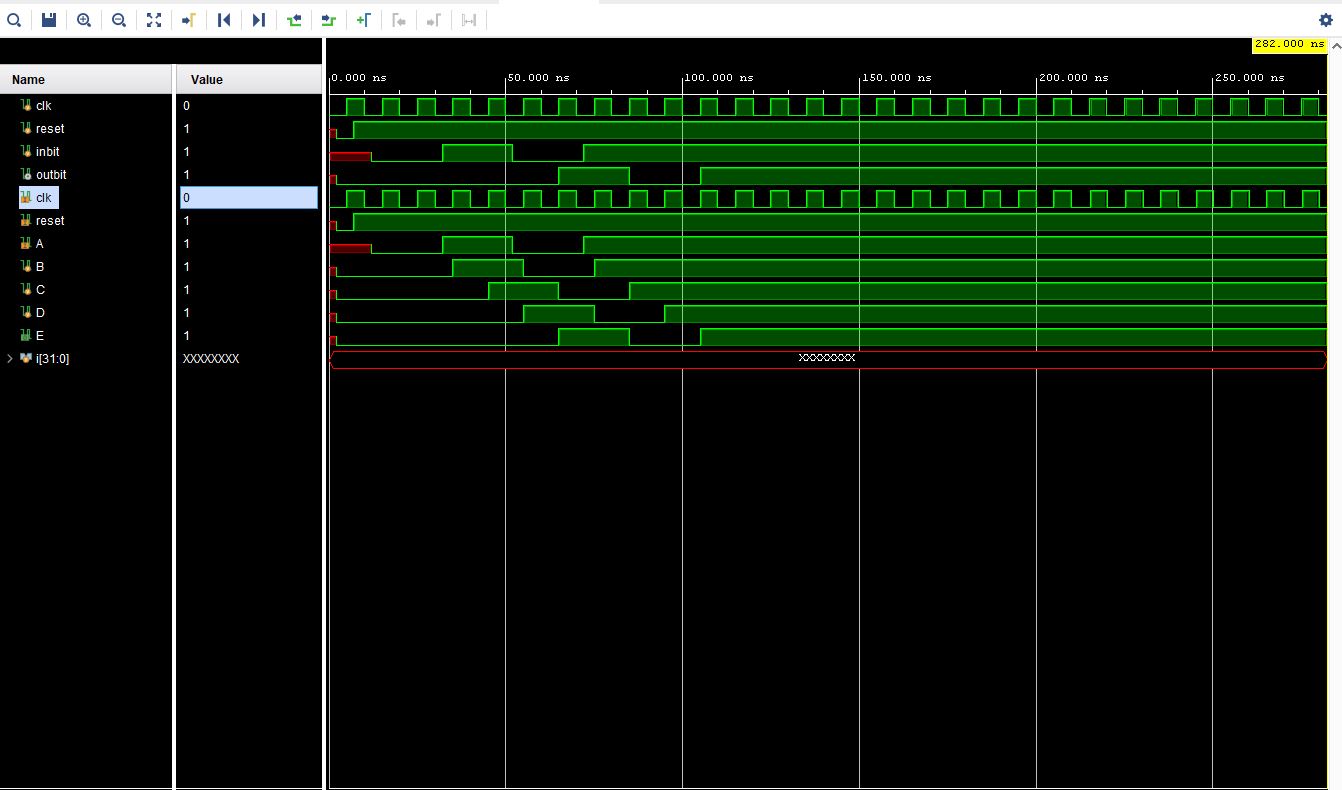 282.000 ns
Name Value
0.000 ns 50.000 ns 100.000 ns 150.000 ns 200.000 ns 250.000 ns
clk 0
reset 1
inbit 1
outbit 1
clk 0
reset 1
A 1
B 1
C 1
D 1
E 1
i[31:0] XXXXXXXX XXXXXXXX